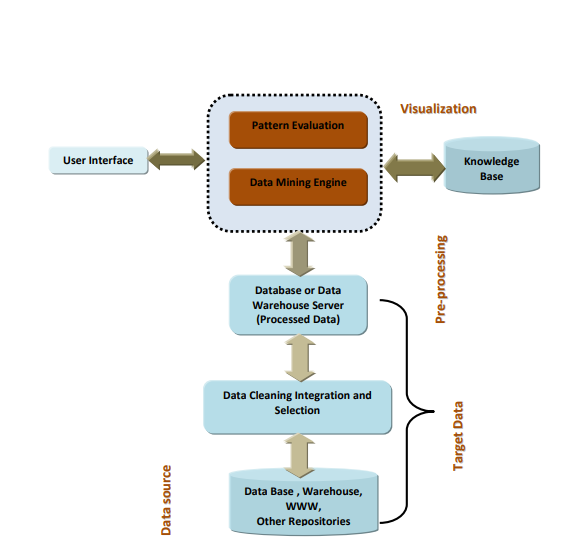 Visualization
Pattern Evaluation
User Interface
Knowledge
Base
Data Mining Engine
Pre-processing
Database or Data
Warehouse Server
(Processed Data)
Data Cleaning Integration and
Selection
Target Data
Data source
Data Base , Warehouse,
WWW,
Other Repositories